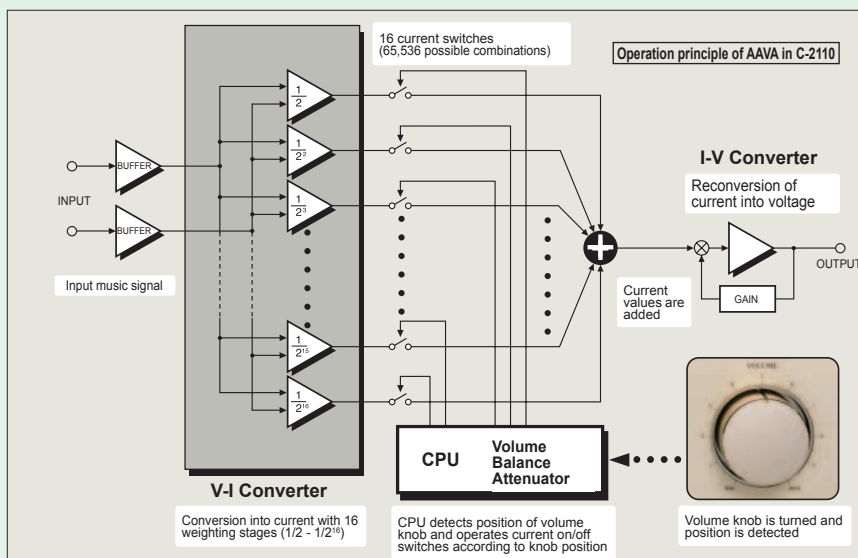 16 current switches
(65,536 possible combinations)
Operation principle of AAVA in C-2110
1
2
1
2²
1
2³
1
2¹⁵
1
2¹⁶
BUFFER
INPUT
BUFFER
Input music signal
I-V Converter
Reconversion of
current into voltage
OUTPUT
GAIN
Current
values are
added
VOLUME
CPU
Volume
Balance
Attenuator
V-I Converter
Conversion into current with 16
weighting stages (1/2 - 1/2¹⁶)
CPU detects position of volume
knob and operates current on/off
switches according to knob position
Volume knob is turned and
position is detected